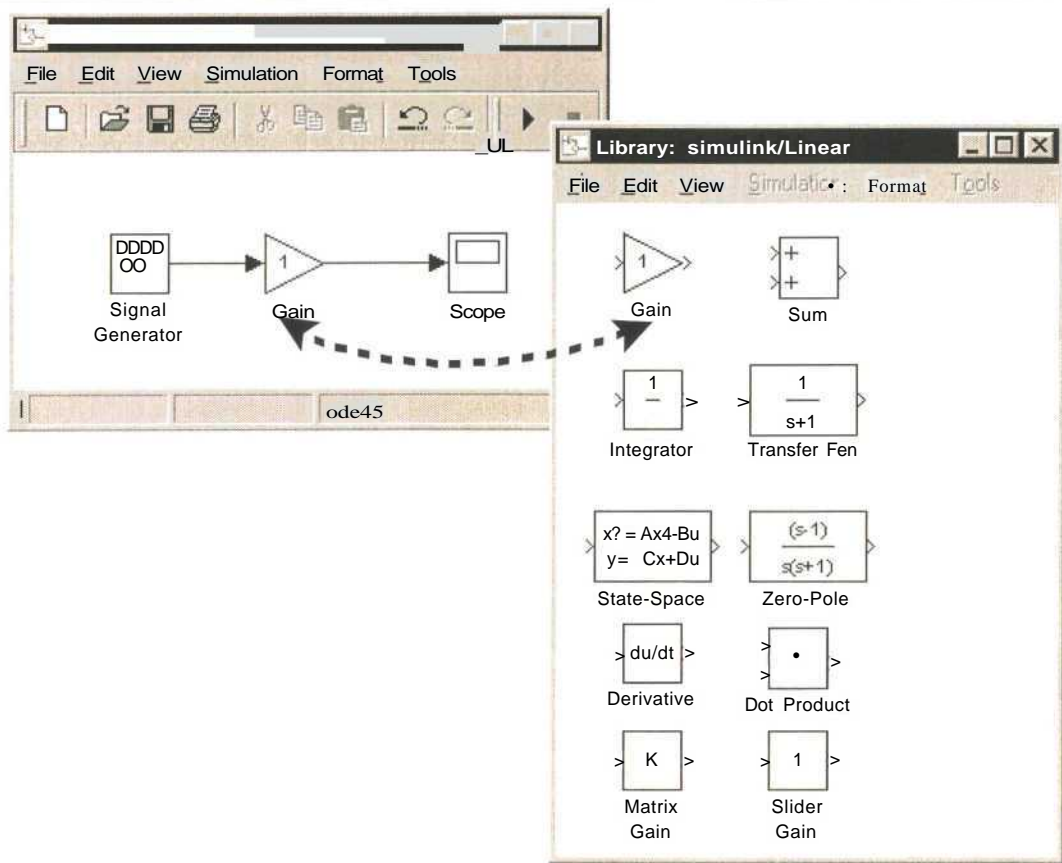 File Edit View Simulation Format Tools
_UL
DDDD
OO
1
Signal
Generator
Gain
Scope
ode45
Library: simulink/Linear
File Edit View Simulation : Format Tools
1
Gain
+
+
Sum
1
Integrator
1
s+1
Transfer Fen
x? = Ax4-Bu
y= Cx+Du
State-Space
(s-1)
s(s+1)
Zero-Pole
du/dt
Derivative
Dot Product
K
Matrix
Gain
1
Slider
Gain